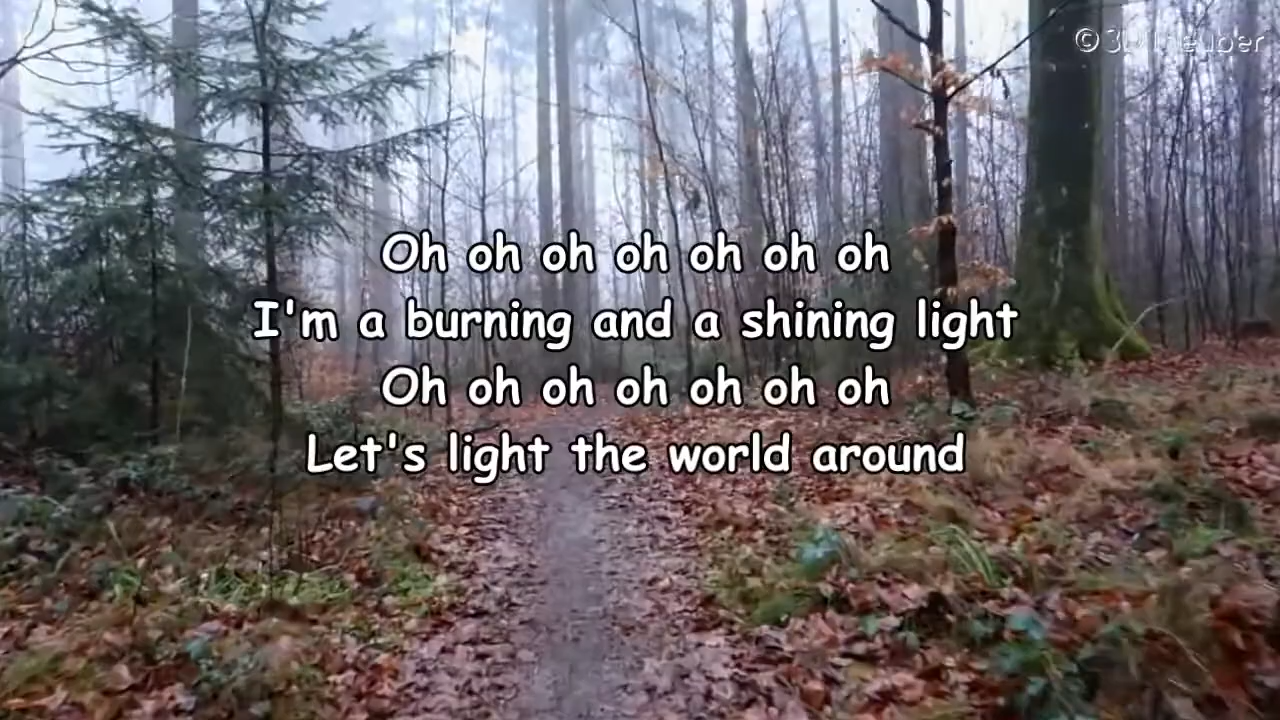 Oh oh oh oh oh oh oh
I'm a burning and a shining light
Oh oh oh oh oh oh oh
Let's light the world around